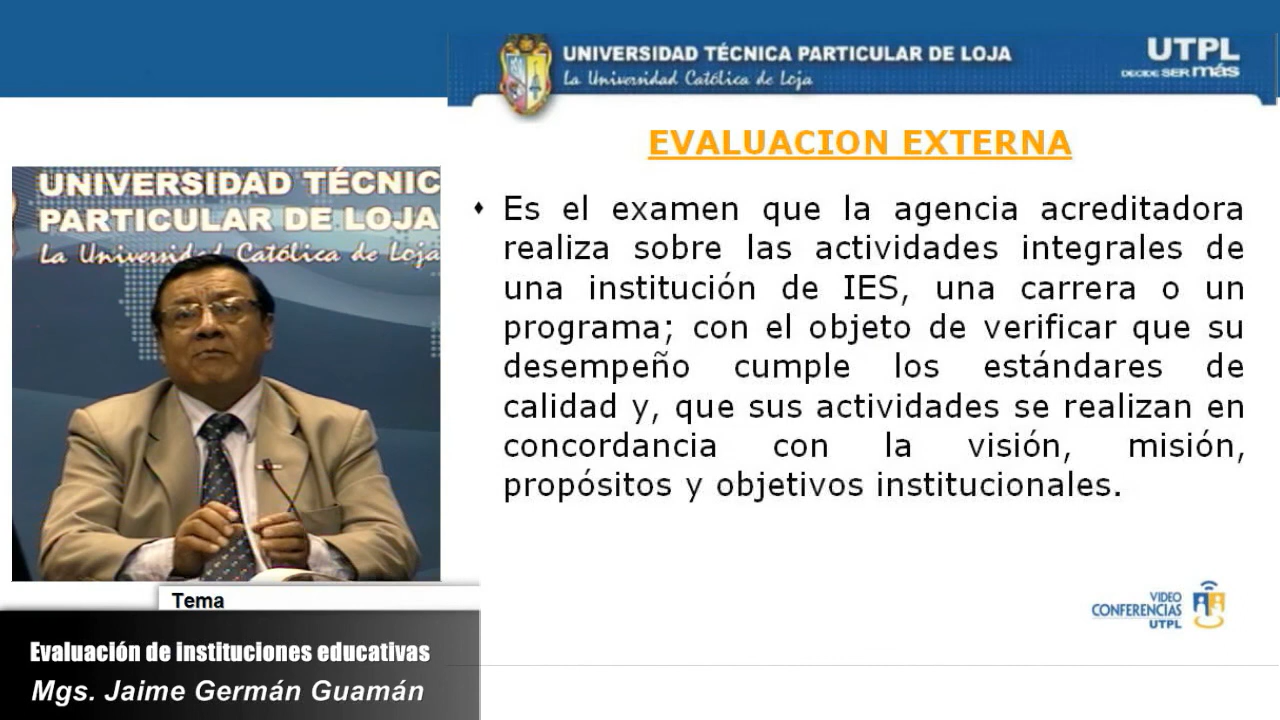 UNIVERSIDAD TÉCNICA PARTICULAR DE LOJA
La Universidad Católica de Loja
UTPL
DECIDE SER más
EVALUACION EXTERNA
Es el examen que la agencia acreditadora
realiza sobre las actividades integrales de
una institución de IES, una carrera o un
programa; con el objeto de verificar que su
desempeño cumple los estándares de
calidad y, que sus actividades se realizan en
concordancia con la visión, misión,
propósitos y objetivos institucionales.
UNIVERSIDAD TÉCNIC
PARTICULAR DE LOJA
La Universidad Católica de Loja
Tema
Evaluación de instituciones educativas
Mgs. Jaime Germán Guamán
VIDEO
CONFERENCIAS
UTPL